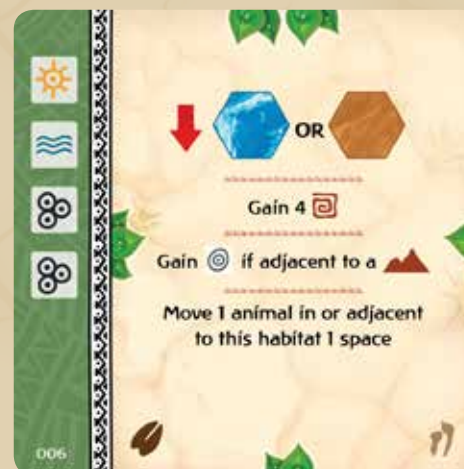 OR
Gain 4
Gain if adjacent to a
Move 1 animal in or adjacent
to this habitat 1 space
006